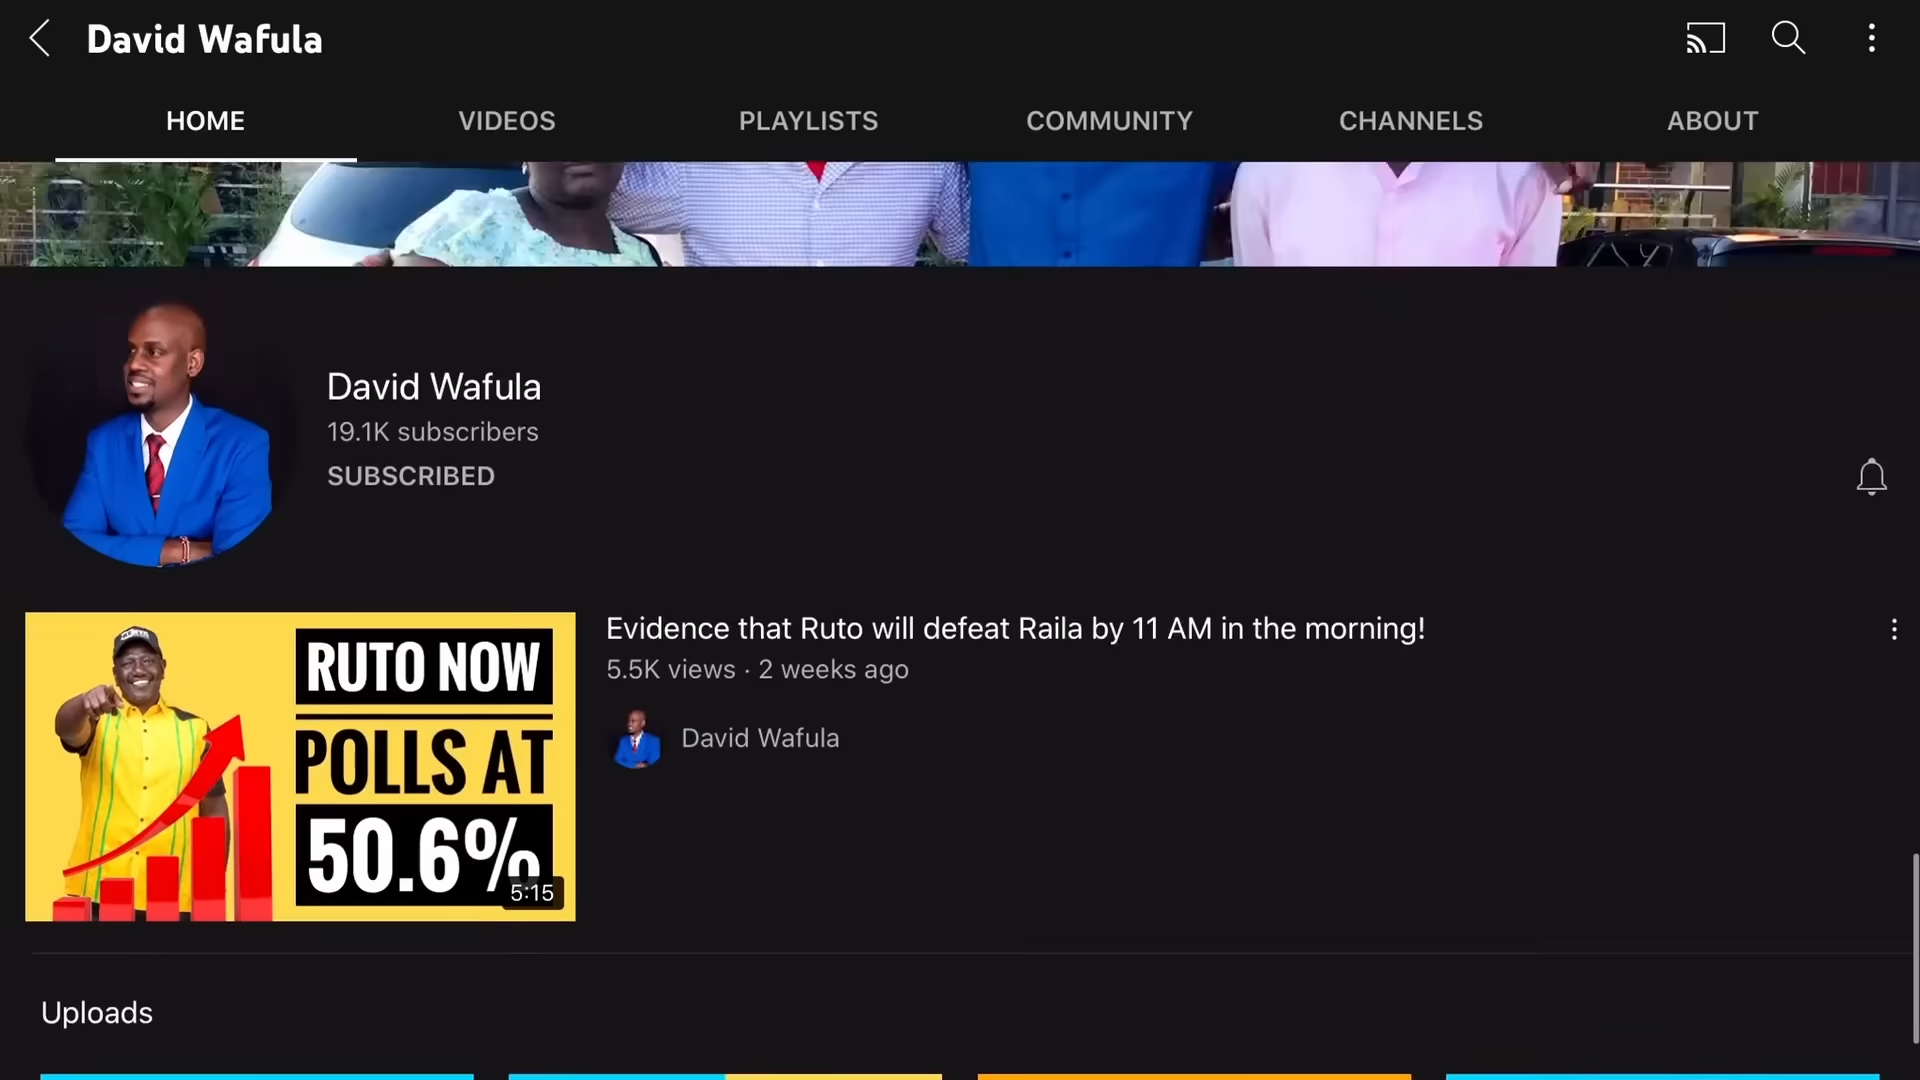 David Wafula
HOME VIDEOS PLAYLISTS COMMUNITY CHANNELS ABOUT
David Wafula
19.1K subscribers
SUBSCRIBED
RUTO NOW
POLLS AT
50.6%
5:15
Evidence that Ruto will defeat Raila by 11 AM in the morning!
5.5K views · 2 weeks ago
David Wafula
Uploads